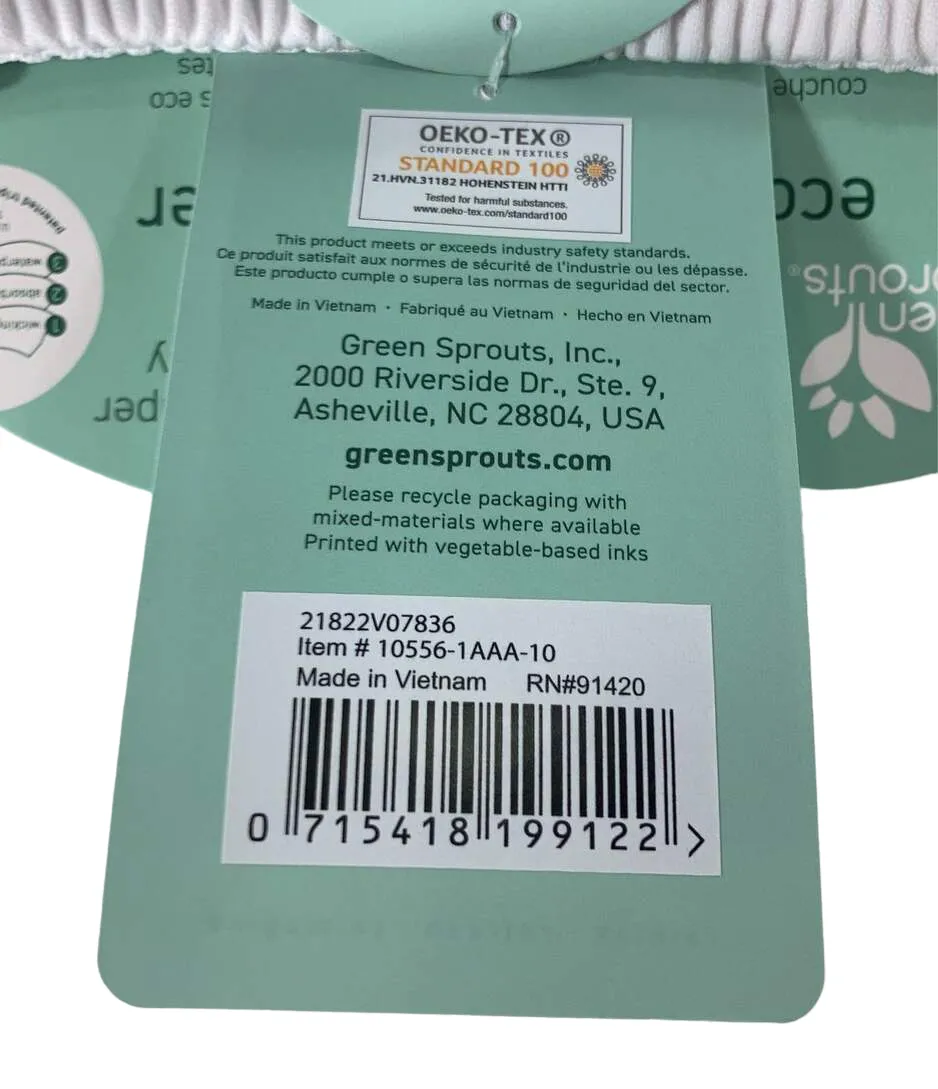 couche
eco
OEKO-TEX®
CONFIDENCE IN TEXTILES
STANDARD 100
21.HVN.31182 HOHENSTEIN HTTI
Tested for harmful substances.
www.oeko-tex.com/standard100
This product meets or exceeds industry safety standards.
Ce produit satisfait aux normes de sécurité de l'industrie ou les dépasse.
Este producto cumple o supera las normas de seguridad del sector.
Made in Vietnam · Fabriqué au Vietnam · Hecho en Vietnam
Green Sprouts, Inc.,
2000 Riverside Dr., Ste. 9,
Asheville, NC 28804, USA
greensprouts.com
Please recycle packaging with
mixed-materials where available
Printed with vegetable-based inks
21822V07836
Item # 10556-1AAA-10
Made in Vietnam RN#91420
0 715418 199122 >